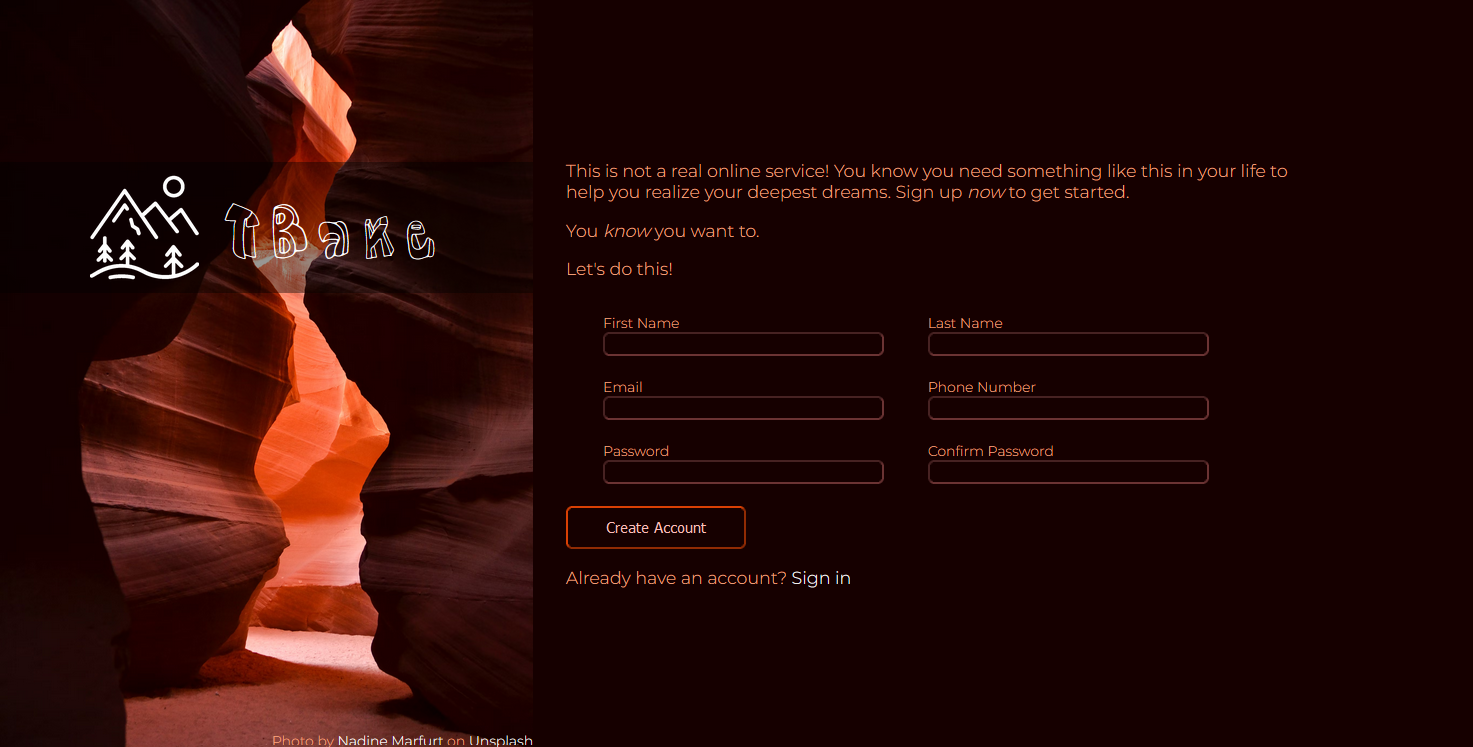 TBake
This is not a real online service! You know you need something like this in your life to
help you realize your deepest dreams. Sign up now to get started.
You know you want to.
Let's do this!
First Name
Last Name
Email
Phone Number
Password
Confirm Password
Create Account
Already have an account? Sign in
Photo by Nadine Marfurt on Unsplash